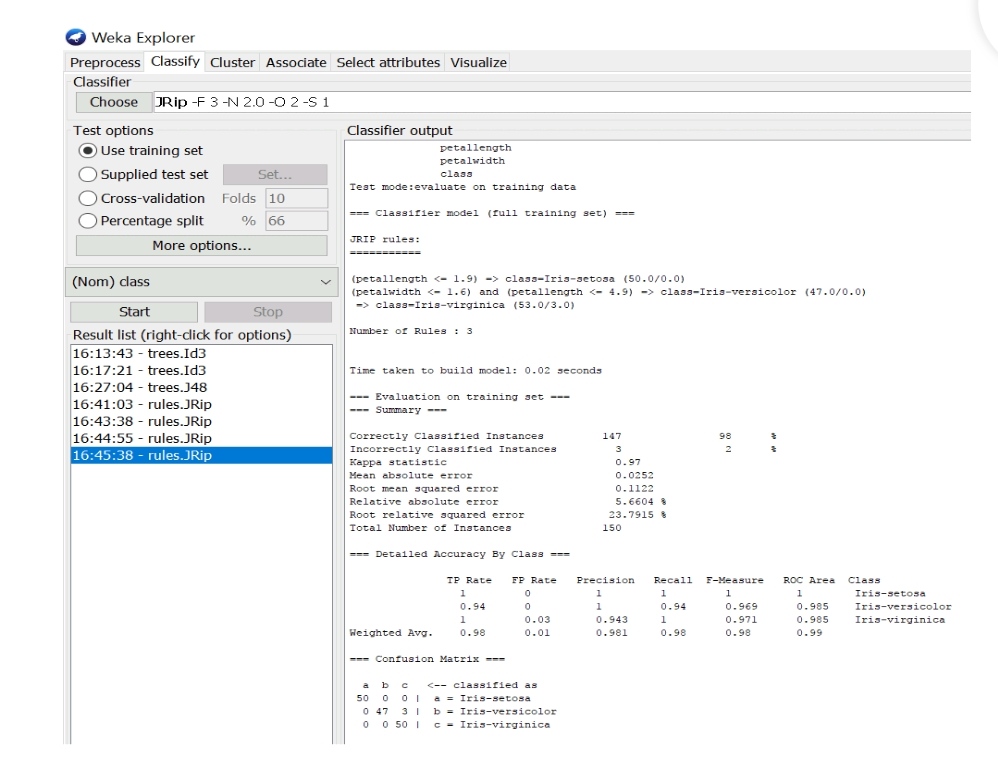 Weka Explorer
Preprocess Classify Cluster Associate Select attributes Visualize
Classifier
Choose JRip -F 3 -N 2.0 -O 2 -S 1
Test options
Use training set
Supplied test set Set...
Cross-validation Folds 10
Percentage split % 66
More options...
(Nom) class
Start Stop
Result list (right-click for options)
16:13:43 - trees.Id3
16:17:21 - trees.Id3
16:27:04 - trees.J48
16:41:03 - rules.JRip
16:43:38 - rules.JRip
16:44:55 - rules.JRip
16:45:38 - rules.JRip
Classifier output
petallength
petalwidth
class
Test mode:evaluate on training data
=== Classifier model (full training set) ===
JRIP rules:
===========
(petallength <= 1.9) => class=Iris-setosa (50.0/0.0)
(petalwidth <= 1.6) and (petallength <= 4.9) => class=Iris-versicolor (47.0/0.0)
=> class=Iris-virginica (53.0/3.0)
Number of Rules : 3
Time taken to build model: 0.02 seconds
=== Evaluation on training set ===
=== Summary ===
Correctly Classified Instances 147 98 %
Incorrectly Classified Instances 3 2 %
Kappa statistic 0.97
Mean absolute error 0.0252
Root mean squared error 0.1122
Relative absolute error 5.6604 %
Root relative squared error 23.7915 %
Total Number of Instances 150
=== Detailed Accuracy By Class ===
TP Rate FP Rate Precision Recall F-Measure ROC Area Class
1 0 1 1 1 1 Iris-setosa
0.94 0 1 0.94 0.969 0.985 Iris-versicolor
1 0.03 0.943 1 0.971 0.985 Iris-virginica
Weighted Avg. 0.98 0.01 0.981 0.98 0.98 0.99
=== Confusion Matrix ===
a b c <-- classified as
50 0 0 | a = Iris-setosa
0 47 3 | b = Iris-versicolor
0 0 50 | c = Iris-virginica